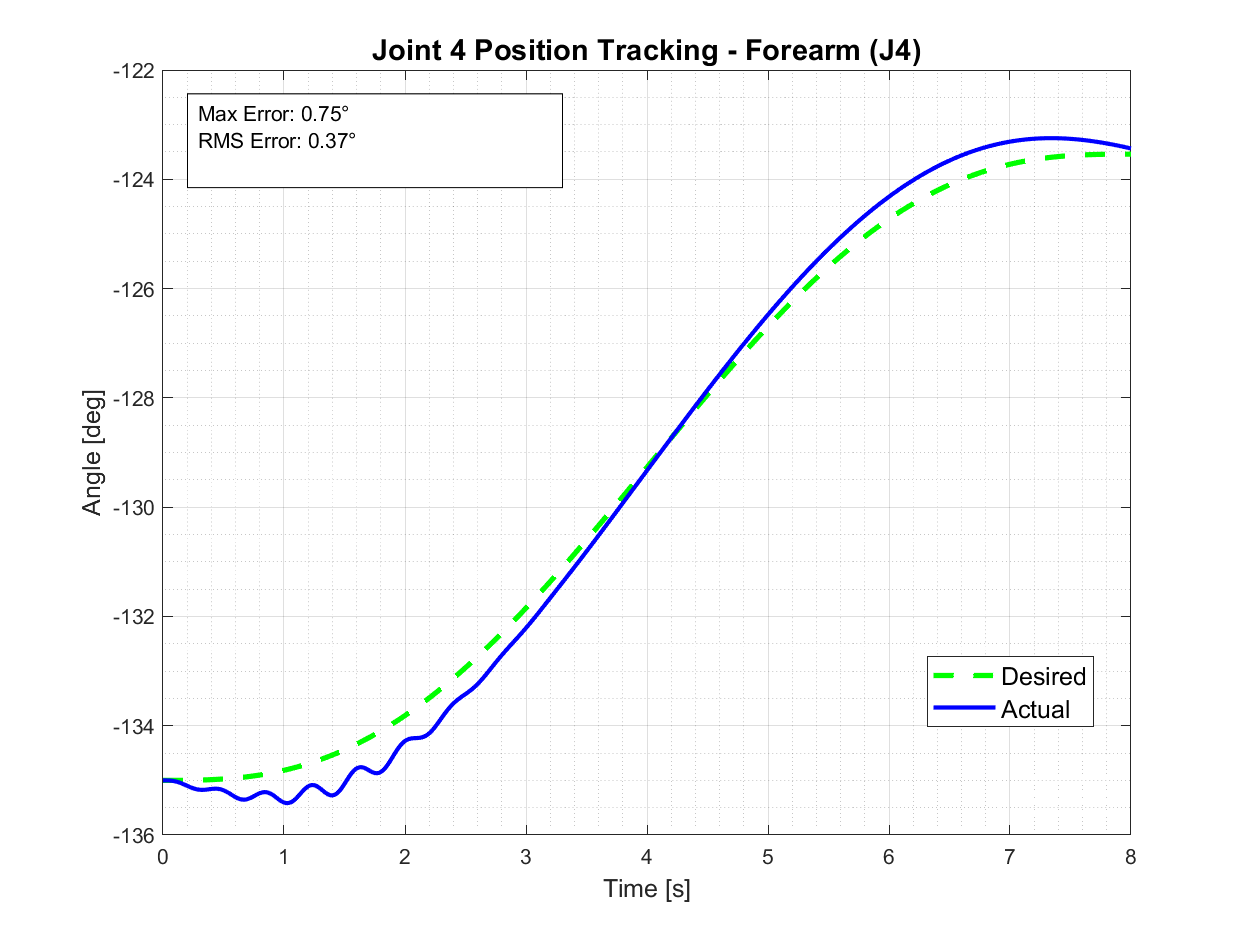 Joint 4 Position Tracking - Forearm (J4)
Max Error: 0.75°
RMS Error: 0.37°
-122
-124
-126
-128
-130
-132
-134
-136
Angle [deg]
Desired
Actual
0 1 2 3 4 5 6 7 8
Time [s]